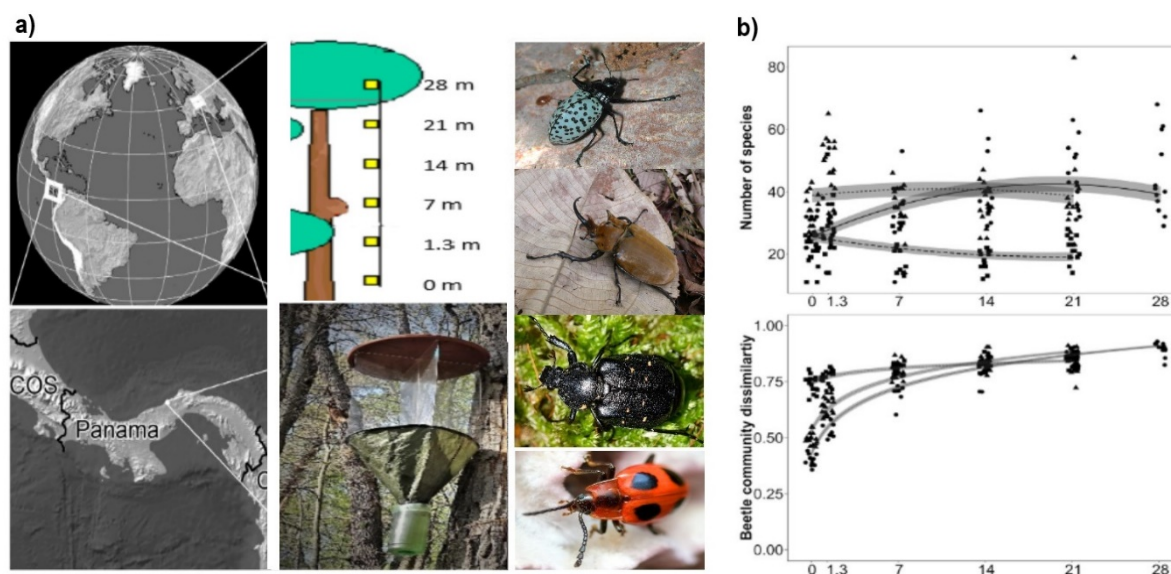 a)
28 m
21 m
14 m
7 m
1.3 m
0 m
COS
Panama
C
b)
Number of species
80
60
40
20
0 1.3 7 14 21 28
Beetle community dissimilartiy
1.00
0.75
0.50
0.25
0.00
0 1.3 7 14 21 28